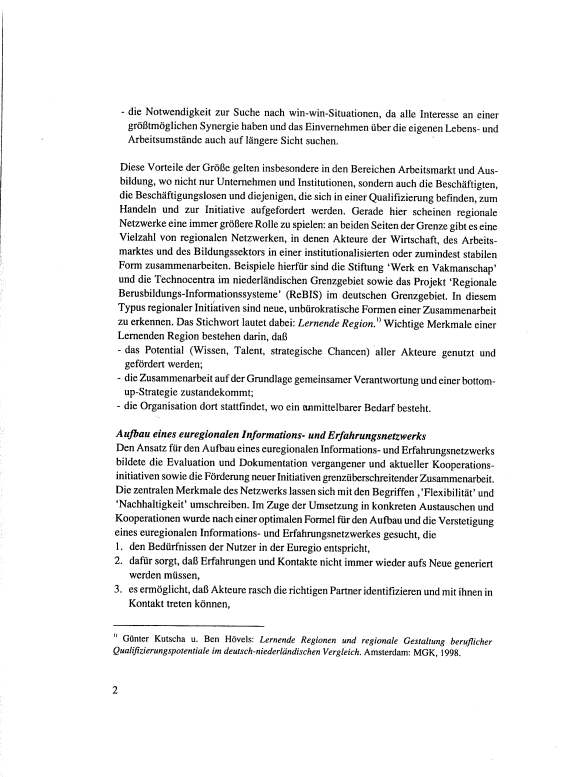 - die Notwendigkeit zur Suche nach win-win-Situationen, da alle Interesse an einer
größtmöglichen Synergie haben und das Einvernehmen über die eigenen Lebens- und
Arbeitsumstände auch auf längere Sicht suchen.
Diese Vorteile der Größe gelten insbesondere in den Bereichen Arbeitsmarkt und Aus-
bildung, wo nicht nur Unternehmen und Institutionen, sondern auch die Beschäftigten,
die Beschäftigungslosen und diejenigen, die sich in einer Qualifizierung befinden, zum
Handeln und zur Initiative aufgefordert werden. Gerade hier scheinen regionale
Netzwerke eine immer größere Rolle zu spielen: an beiden Seiten der Grenze gibt es eine
Vielzahl von regionalen Netzwerken, in denen Akteure der Wirtschaft, des Arbeits-
marktes und des Bildungssektors in einer institutionalisierten oder zumindest stabilen
Form zusammenarbeiten. Beispiele hierfür sind die Stiftung 'Werk en Vakmanschap'
und die Technocentra im niederländischen Grenzgebiet sowie das Projekt 'Regionale
Berusbildungs-Informationssysteme' (ReBIS) im deutschen Grenzgebiet. In diesem
Typus regionaler Initiativen sind neue, unbürokratische Formen einer Zusammenarbeit
zu erkennen. Das Stichwort lautet dabei: Lernende Region.¹⁾ Wichtige Merkmale einer
Lernenden Region bestehen darin, daß
- das Potential (Wissen, Talent, strategische Chancen) aller Akteure genutzt und
gefördert werden;
- die Zusammenarbeit auf der Grundlage gemeinsamer Verantwortung und einer bottom-
up-Strategie zustandekommt;
- die Organisation dort stattfindet, wo ein unmittelbarer Bedarf besteht.
Aufbau eines euregionalen Informations- und Erfahrungsnetzwerks
Den Ansatz für den Aufbau eines euregionalen Informations- und Erfahrungsnetzwerks
bildete die Evaluation und Dokumentation vergangener und aktueller Kooperations-
initiativen sowie die Förderung neuer Initiativen grenzüberschreitender Zusammenarbeit.
Die zentralen Merkmale des Netzwerks lassen sich mit den Begriffen ,'Flexibilität' und
'Nachhaltigkeit' umschreiben. Im Zuge der Umsetzung in konkreten Austauschen und
Kooperationen wurde nach einer optimalen Formel für den Aufbau und die Verstetigung
eines euregionalen Informations- und Erfahrungsnetzwerkes gesucht, die
1. den Bedürfnissen der Nutzer in der Euregio entspricht,
2. dafür sorgt, daß Erfahrungen und Kontakte nicht immer wieder aufs Neue generiert
werden müssen,
3. es ermöglicht, daß Akteure rasch die richtigen Partner identifizieren und mit ihnen in
Kontakt treten können,
¹⁾ Günter Kutscha u. Ben Hövels: Lernende Regionen und regionale Gestaltung beruflicher
Qualifizierungspotentiale im deutsch-niederländischen Vergleich. Amsterdam: MGK, 1998.
2